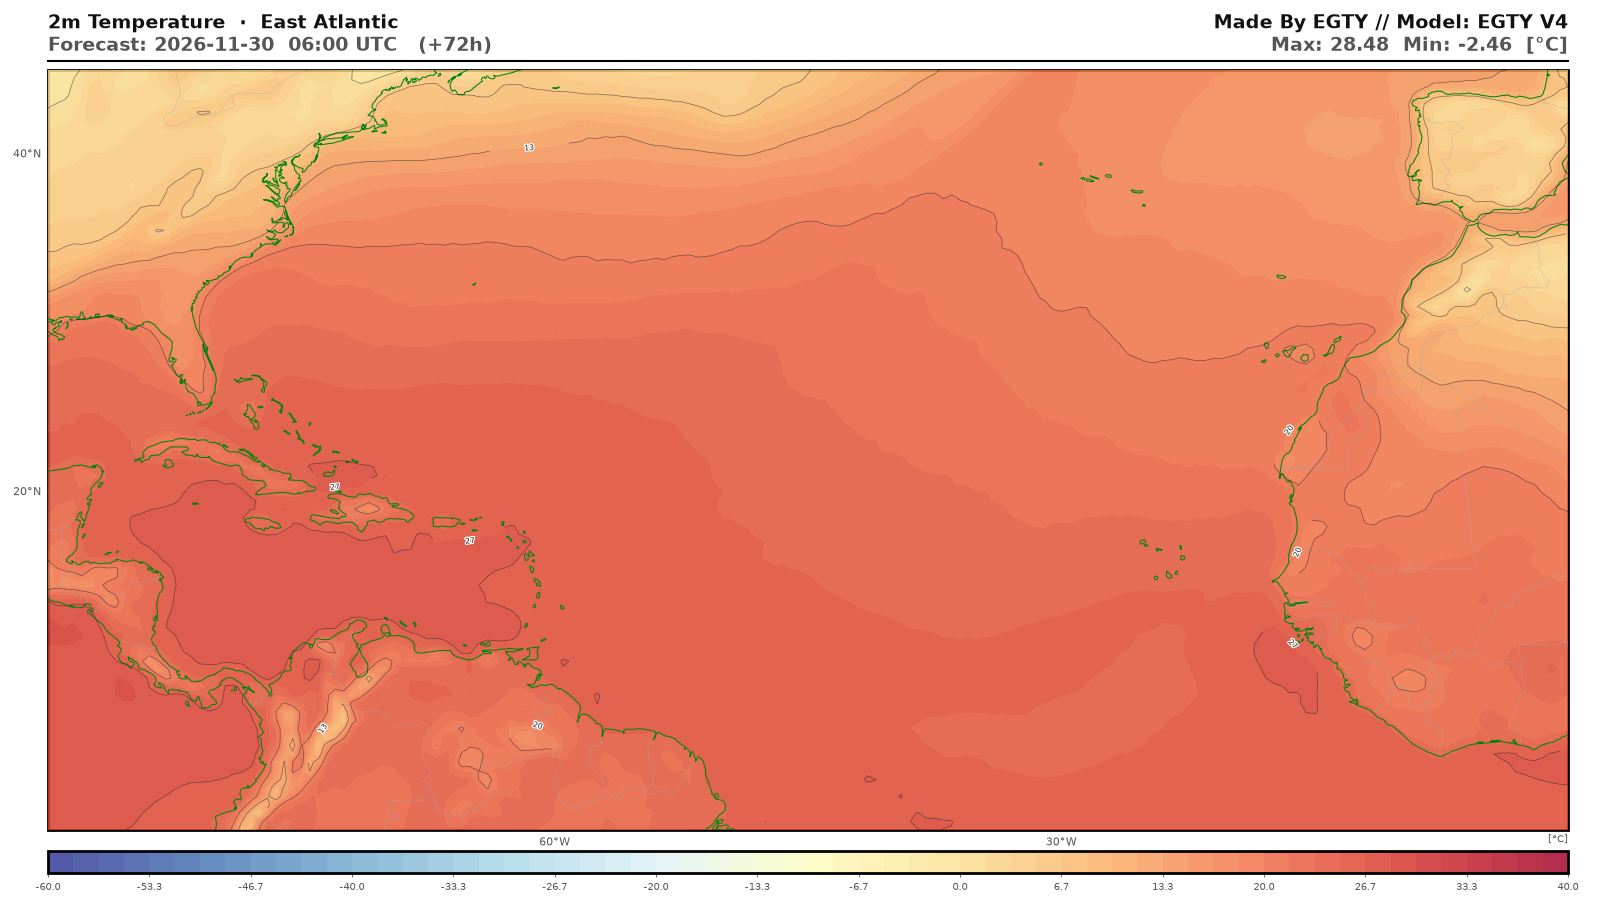 2m Temperature · East Atlantic
Made By EGTY // Model: EGTY V4
Forecast: 2026-11-30 06:00 UTC (+72h)
Max: 28.48 Min: -2.46 [°C]
13
40°N
20
27
20°N
27
20
27
13
20
60°W
30°W
[°C]
-60.0 -53.3 -46.7 -40.0 -33.3 -26.7 -20.0 -13.3 -6.7 0.0 6.7 13.3 20.0 26.7 33.3 40.0